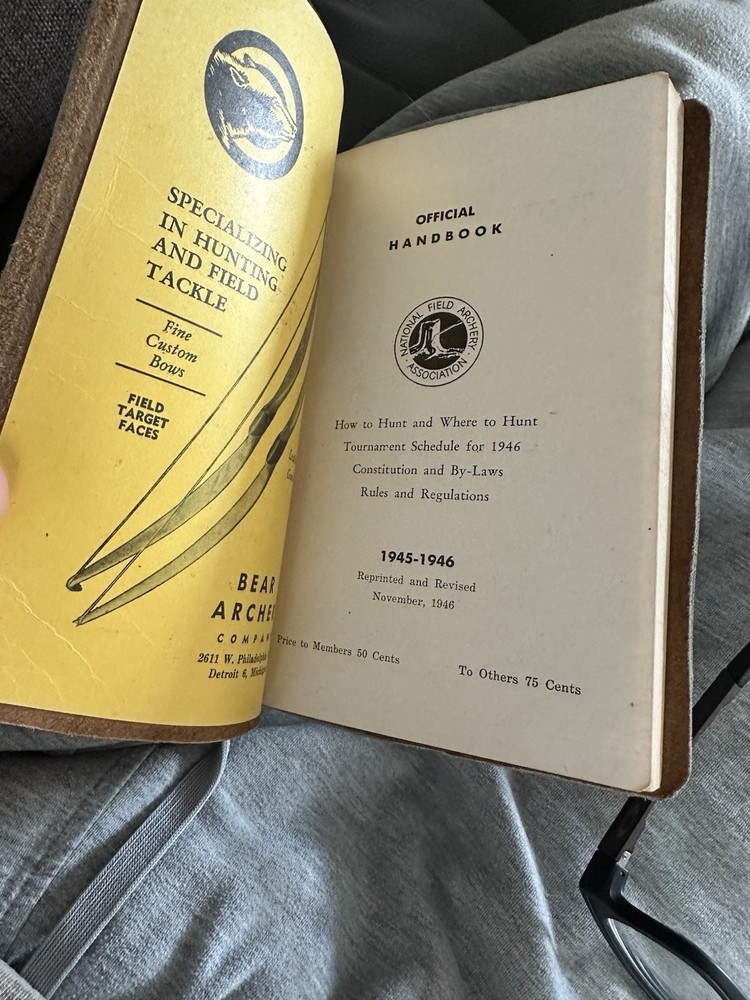 SPECIALIZING
IN HUNTING
AND FIELD
TACKLE
Fine
Custom
Bows
FIELD
TARGET
FACES
BEAR
ARCHE
COMPAN
2611 W. Philadelphia
Detroit 6, Michigan
OFFICIAL
HANDBOOK
NATIONAL FIELD ARCHERY
ASSOCIATION
How to Hunt and Where to Hunt
Tournament Schedule for 1946
Constitution and By-Laws
Rules and Regulations
1945-1946
Reprinted and Revised
November, 1946
Price to Members 50 Cents
To Others 75 Cents